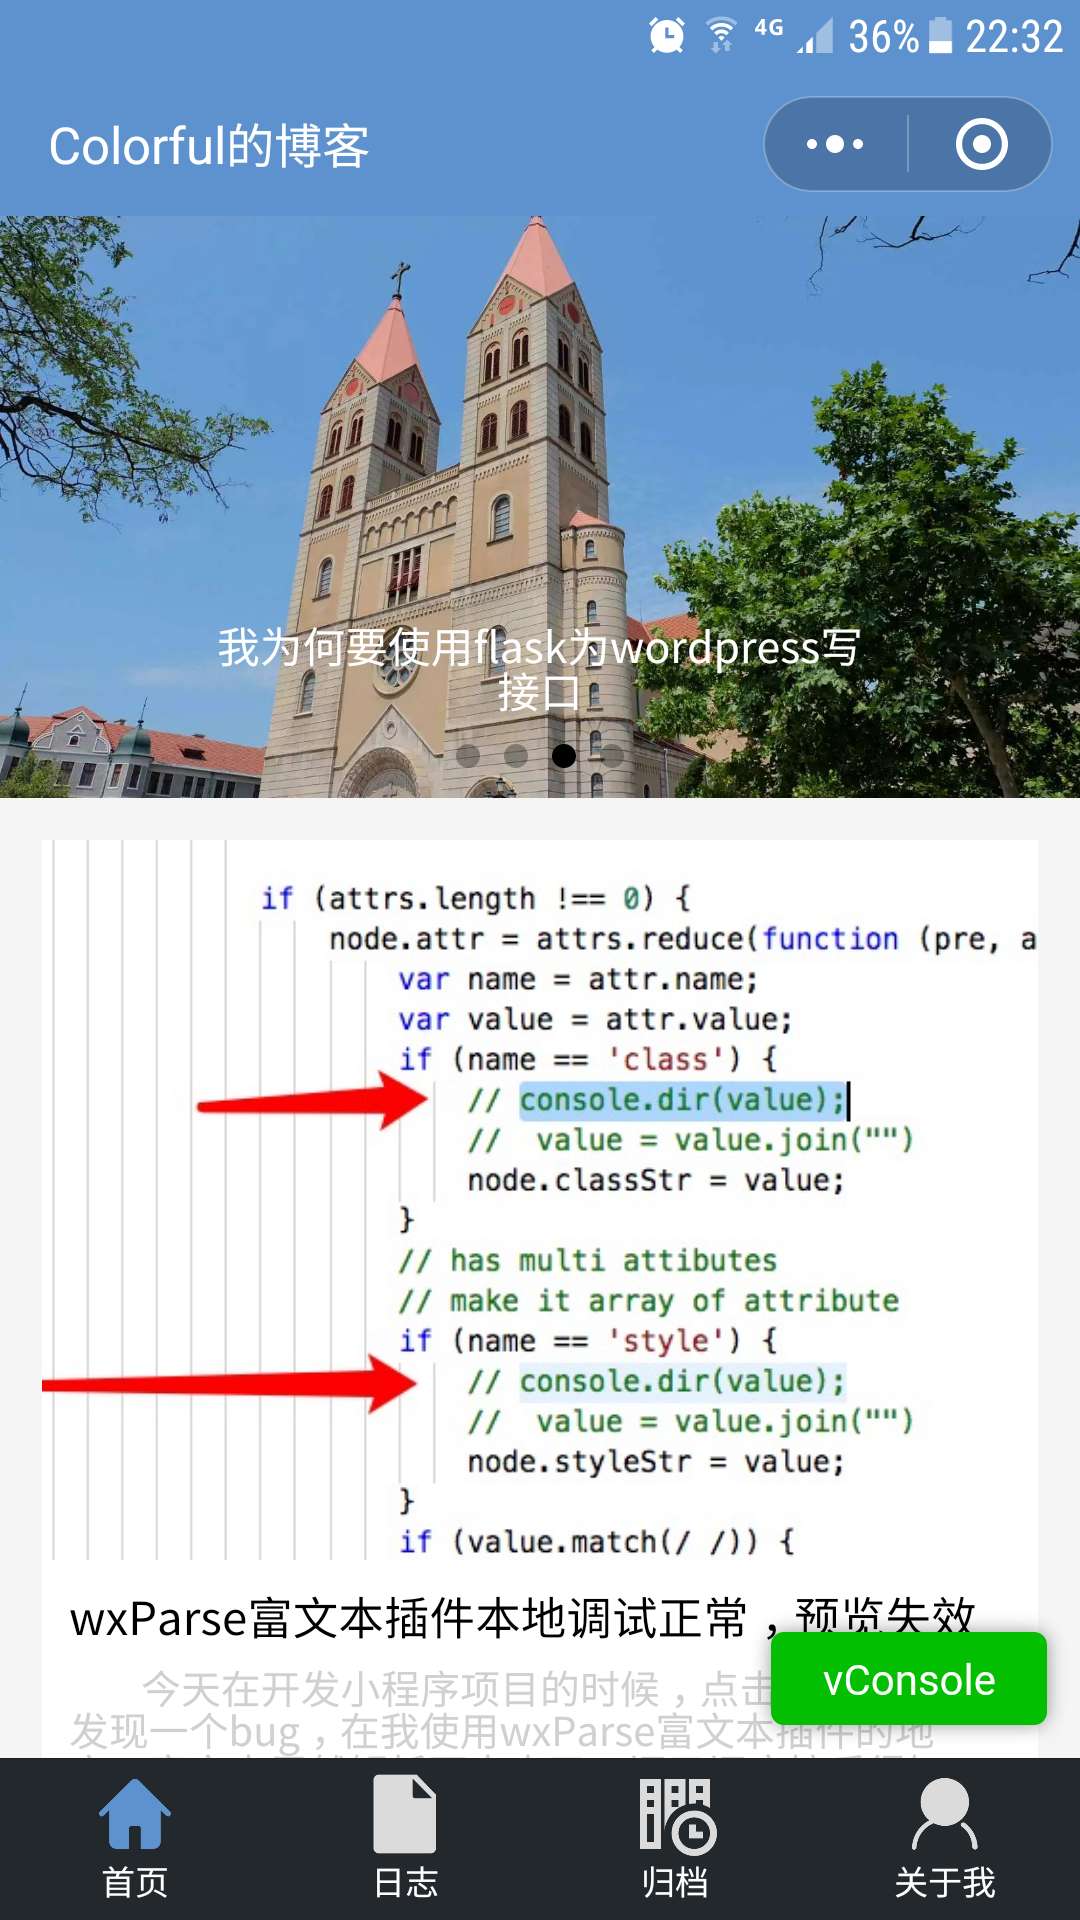 4G 36% 22:32
Colorful的博客
我为何要使用flask为wordpress写
接口
if (attrs.length !== 0) {
node.attr = attrs.reduce(function (pre, a
var name = attr.name;
var value = attr.value;
if (name == 'class') {
// console.dir(value);
// value = value.join("")
node.classStr = value;
}
// has multi attibutes
// make it array of attribute
if (name == 'style') {
// console.dir(value);
// value = value.join("")
node.styleStr = value;
}
if (value.match(/ /)) {
wxParse富文本插件本地调试正常，预览失效
今天在开发小程序项目的时候，点击
vConsole
发现一个bug，在我使用wxParse富文本插件的地
首页 日志 归档 关于我